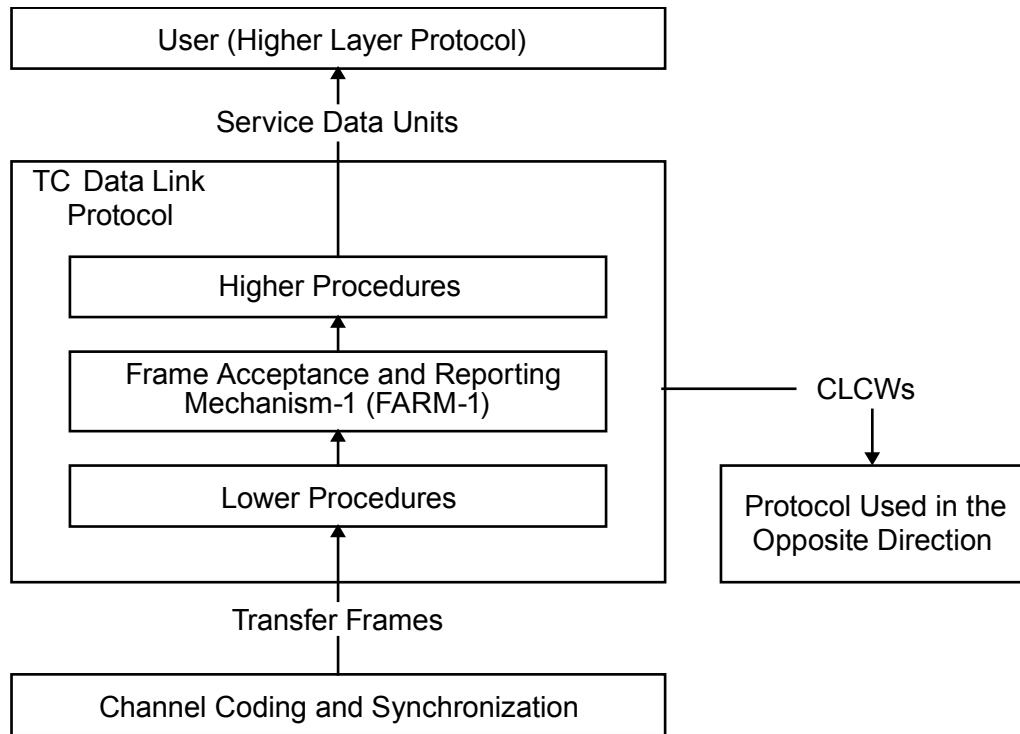 User (Higher Layer Protocol)
Service Data Units
TC Data Link
Protocol
Higher Procedures
Frame Acceptance and Reporting
Mechanism-1 (FARM-1)
CLCWs
Lower Procedures
Protocol Used in the
Opposite Direction
Transfer Frames
Channel Coding and Synchronization